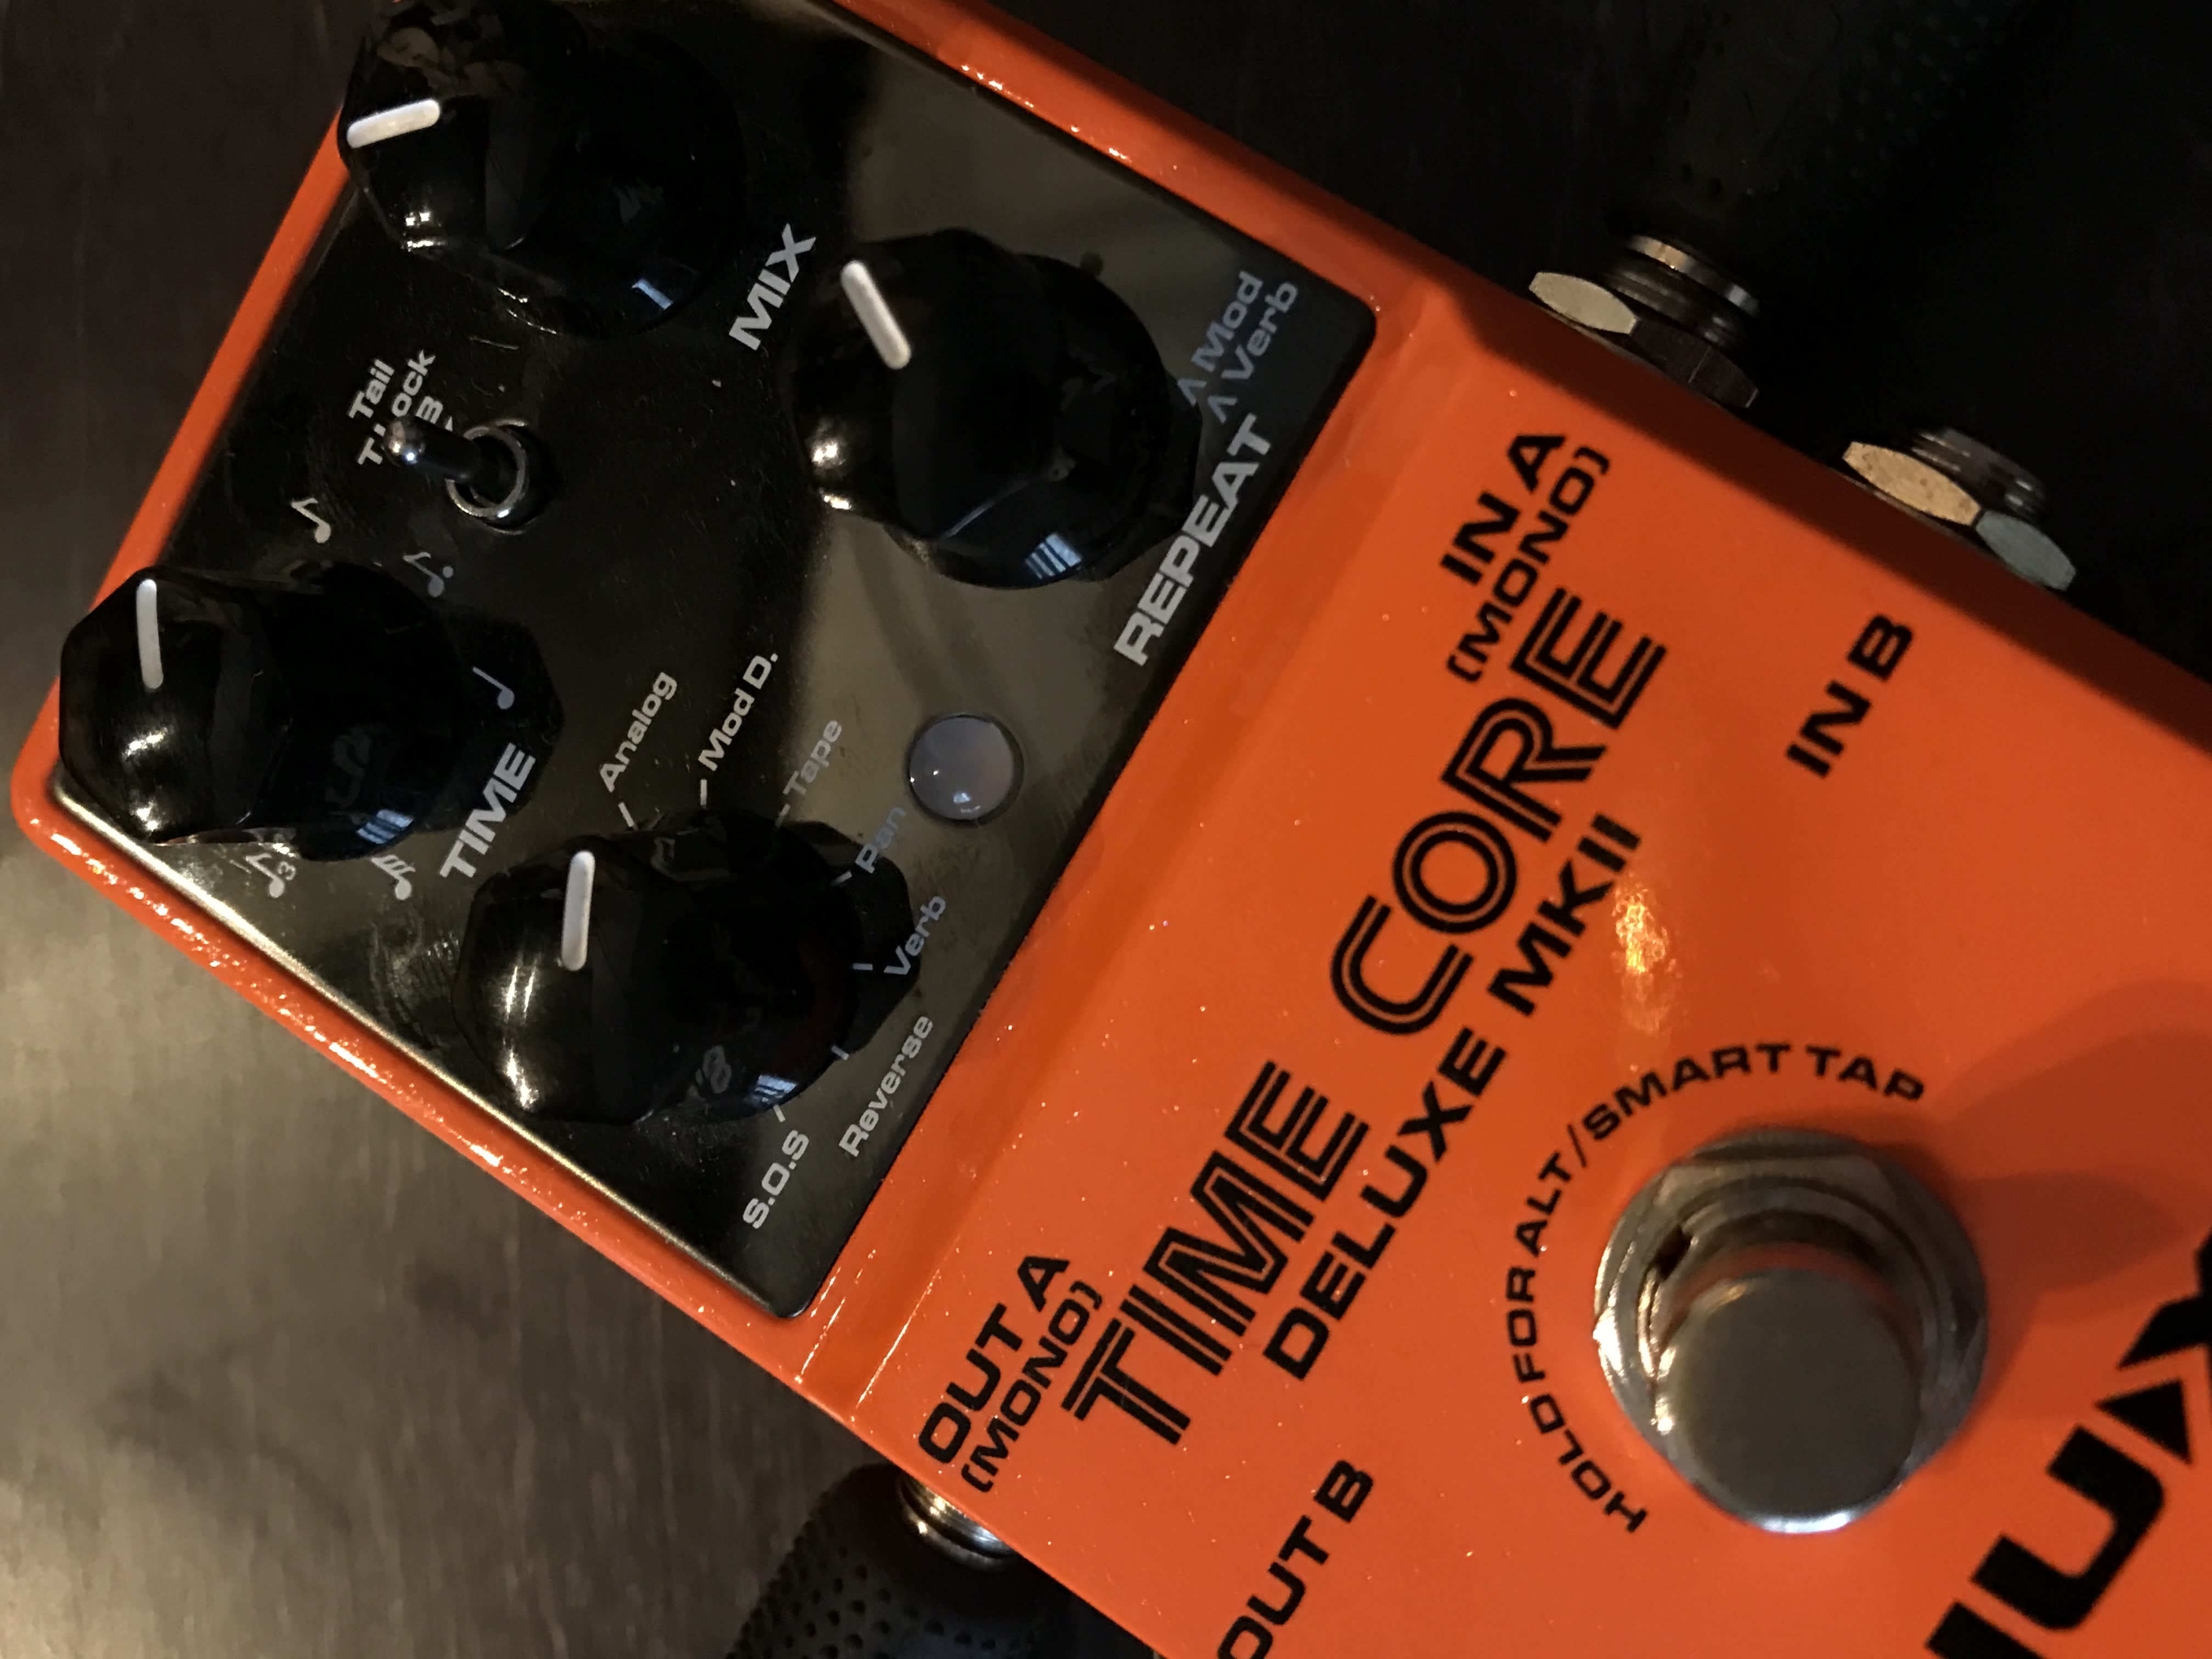 Tail
T.Lock
B
TIME
Analog
Mod D.
Tape
Pan
Verb
Reverse
S.O.S
MIX
REPEAT
Λ Mod
Λ Verb
OUT A
(MONO)
OUT B
TIME CORE
DELUXE MKII
IN A
(MONO)
IN B
HOLD FOR ALT/SMART TAP